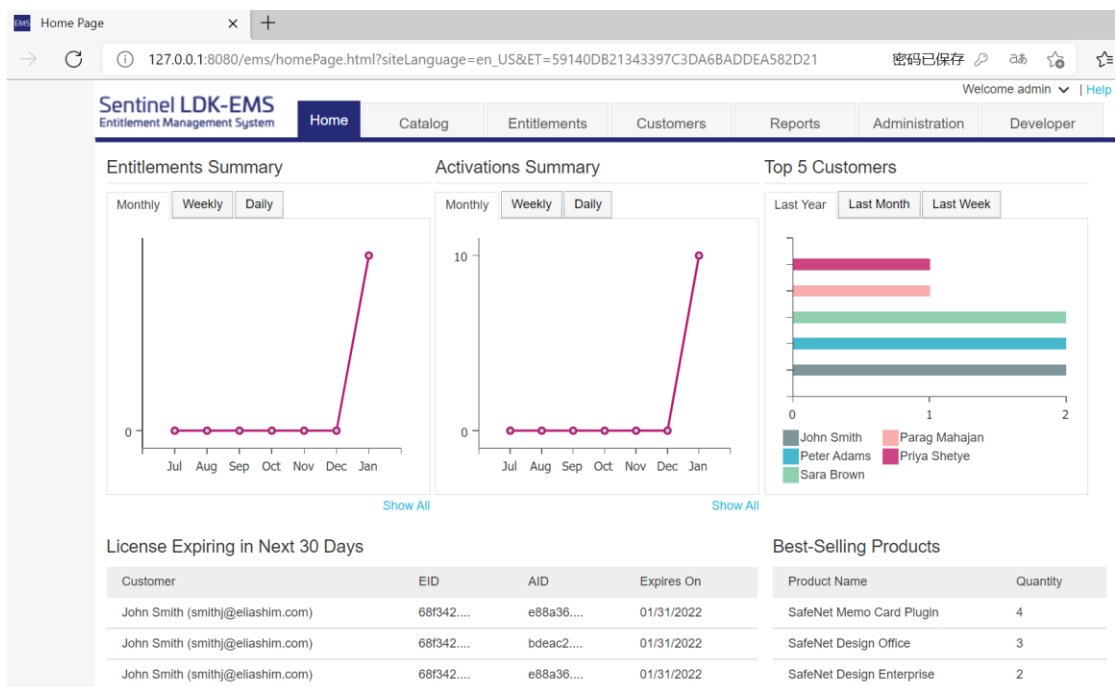 EMS Home Page
127.0.0.1:8080/ems/homePage.html?siteLanguage=en_US&ET=59140DB21343397C3DA6BADDEA582D21 密码已保存 aあ
Welcome admin | Help
Sentinel LDK-EMS
Entitlement Management System
Home Catalog Entitlements Customers Reports Administration Developer
Entitlements Summary
Monthly Weekly Daily
0
Jul Aug Sep Oct Nov Dec Jan
Show All
Activations Summary
Monthly Weekly Daily
10
0
Jul Aug Sep Oct Nov Dec Jan
Show All
Top 5 Customers
Last Year Last Month Last Week
0 1 2
John Smith Parag Mahajan
Peter Adams Priya Shetye
Sara Brown
License Expiring in Next 30 Days
Customer EID AID Expires On
John Smith (smithj@eliashim.com) 68f342.... e88a36.... 01/31/2022
John Smith (smithj@eliashim.com) 68f342.... bdeac2.... 01/31/2022
John Smith (smithj@eliashim.com) 68f342.... e88a36.... 01/31/2022
Best-Selling Products
Product Name Quantity
SafeNet Memo Card Plugin 4
SafeNet Design Office 3
SafeNet Design Enterprise 2